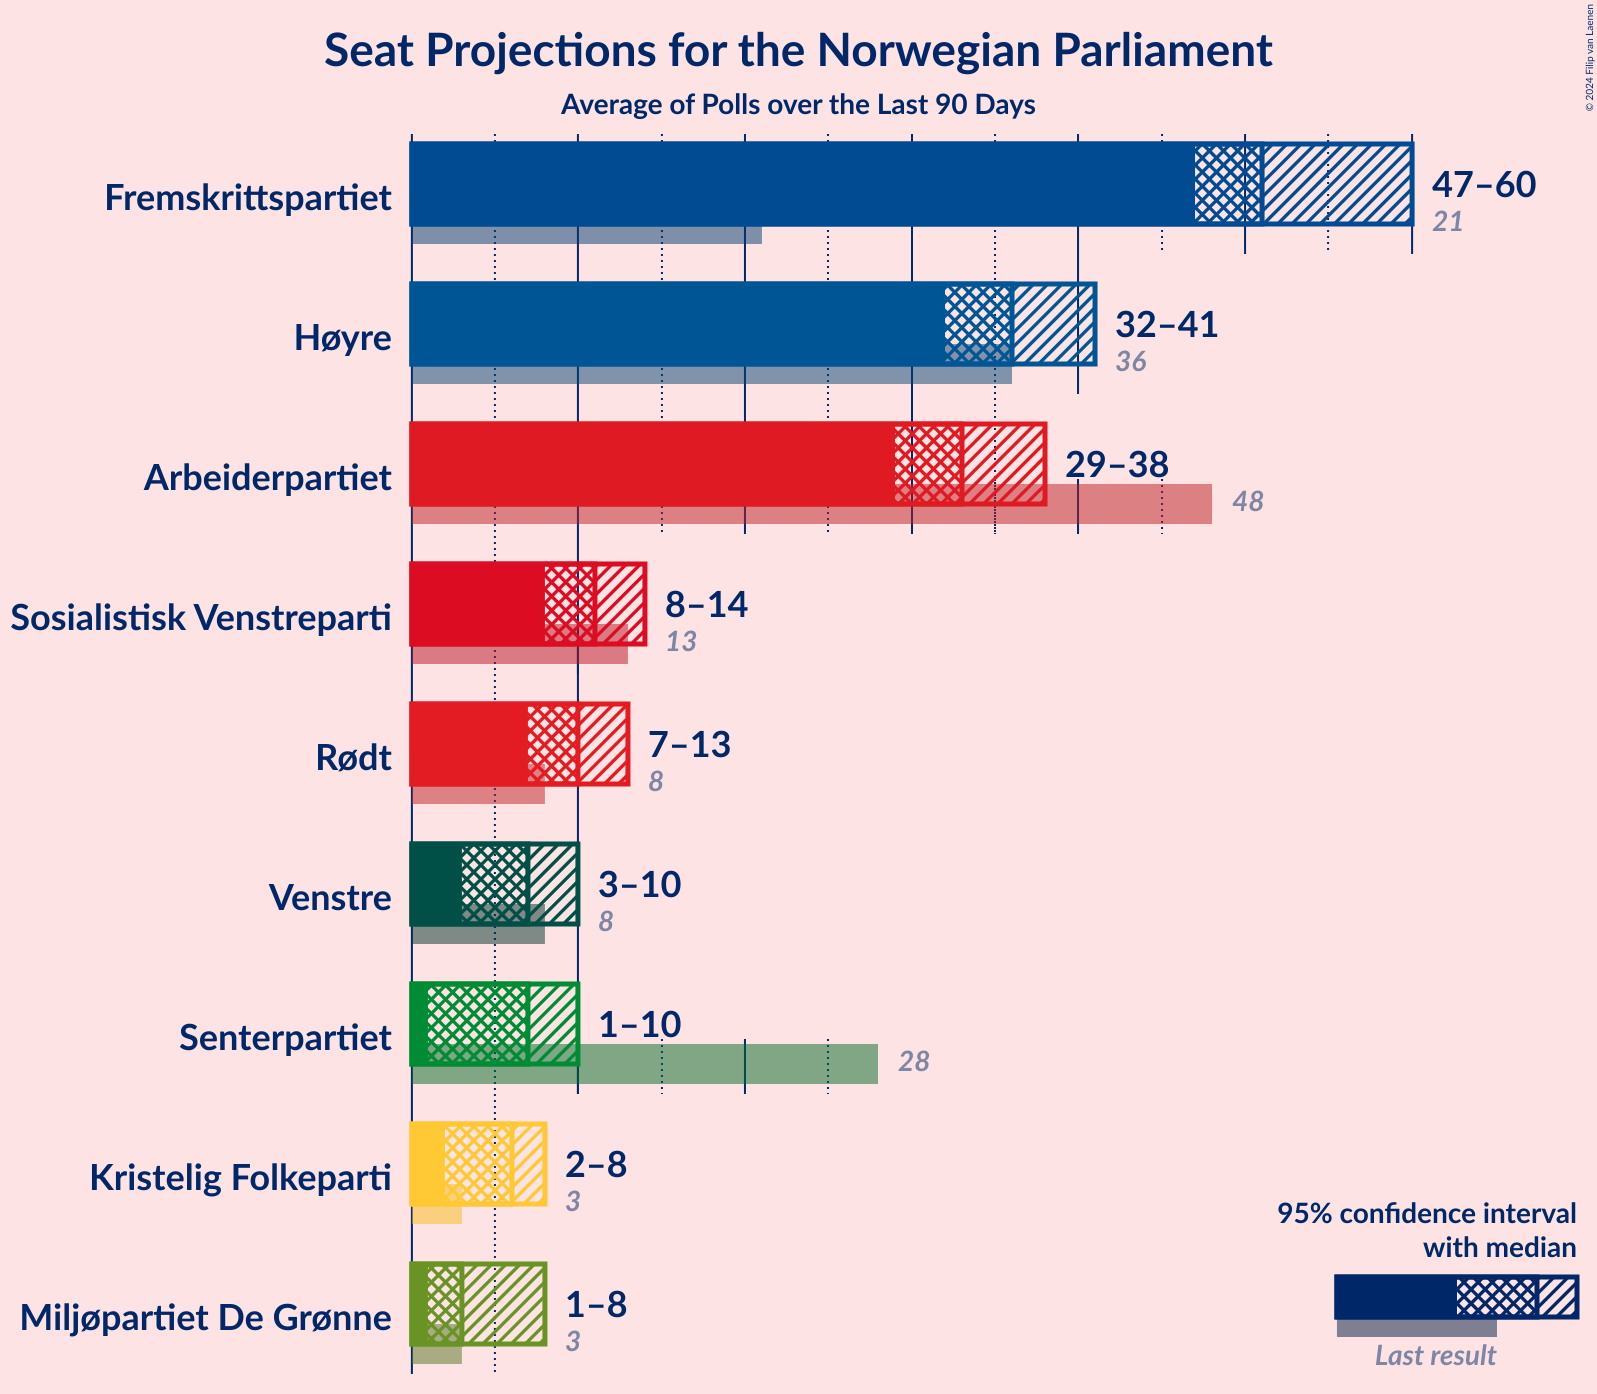 Seat Projections for the Norwegian Parliament
Average of Polls over the Last 90 Days
© 2024 Filip van Laenen
Fremskrittspartiet
47–60
21
Høyre
32–41
36
Arbeiderpartiet
29–38
48
Sosialistisk Venstreparti
8–14
13
Rødt
7–13
8
Venstre
3–10
8
Senterpartiet
1–10
28
Kristelig Folkeparti
2–8
3
Miljøpartiet De Grønne
1–8
3
95% confidence interval
with median
Last result